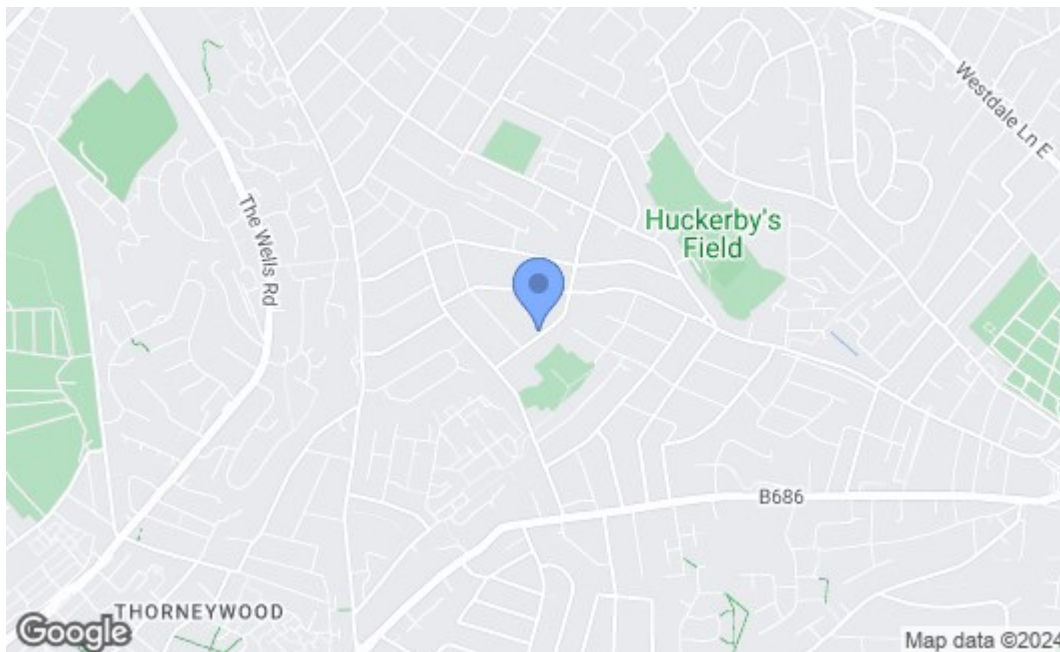 Westdale Ln E
The Wells Rd
Huckerby's
Field
B686
THORNEYWOOD
Google
Map data ©2024